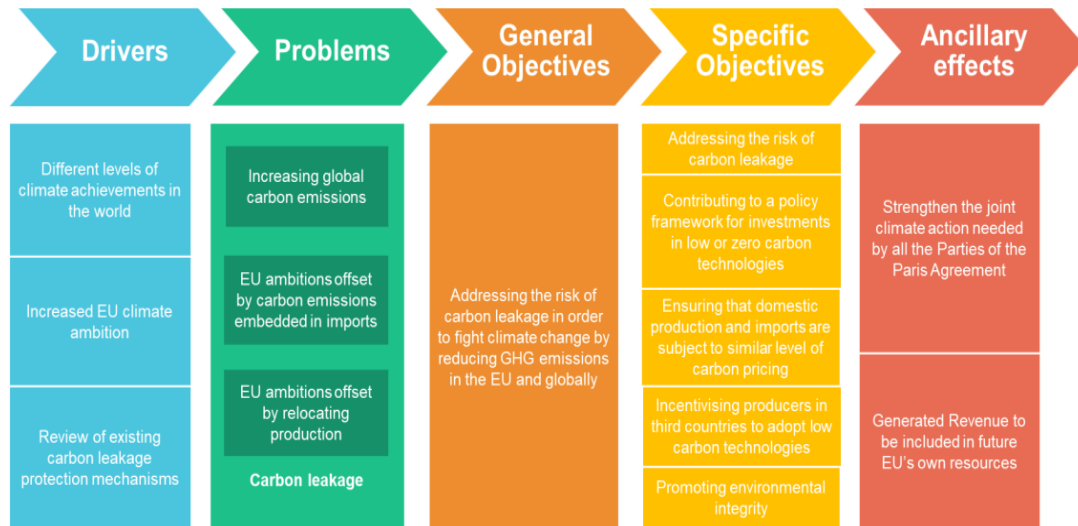 Drivers
Problems
General
Objectives
Specific
Objectives
Ancillary
effects
Different levels of
climate achievements in
the world
Increased EU climate
ambition
Review of existing
carbon leakage
protection mechanisms
Increasing global
carbon emissions
EU ambitions offset
by carbon emissions
embedded in imports
EU ambitions offset
by relocating
production
Carbon leakage
Addressing the risk of
carbon leakage in order
to fight climate change by
reducing GHG emissions
in the EU and globally
Addressing the risk of
carbon leakage
Contributing to a policy
framework for investments
in low or zero carbon
technologies
Ensuring that domestic
production and imports are
subject to similar level of
carbon pricing
Incentivising producers in
third countries to adopt low
carbon technologies
Promoting environmental
integrity
Strengthen the joint
climate action needed
by all the Parties of the
Paris Agreement
Generated Revenue to
be included in future
EU's own resources